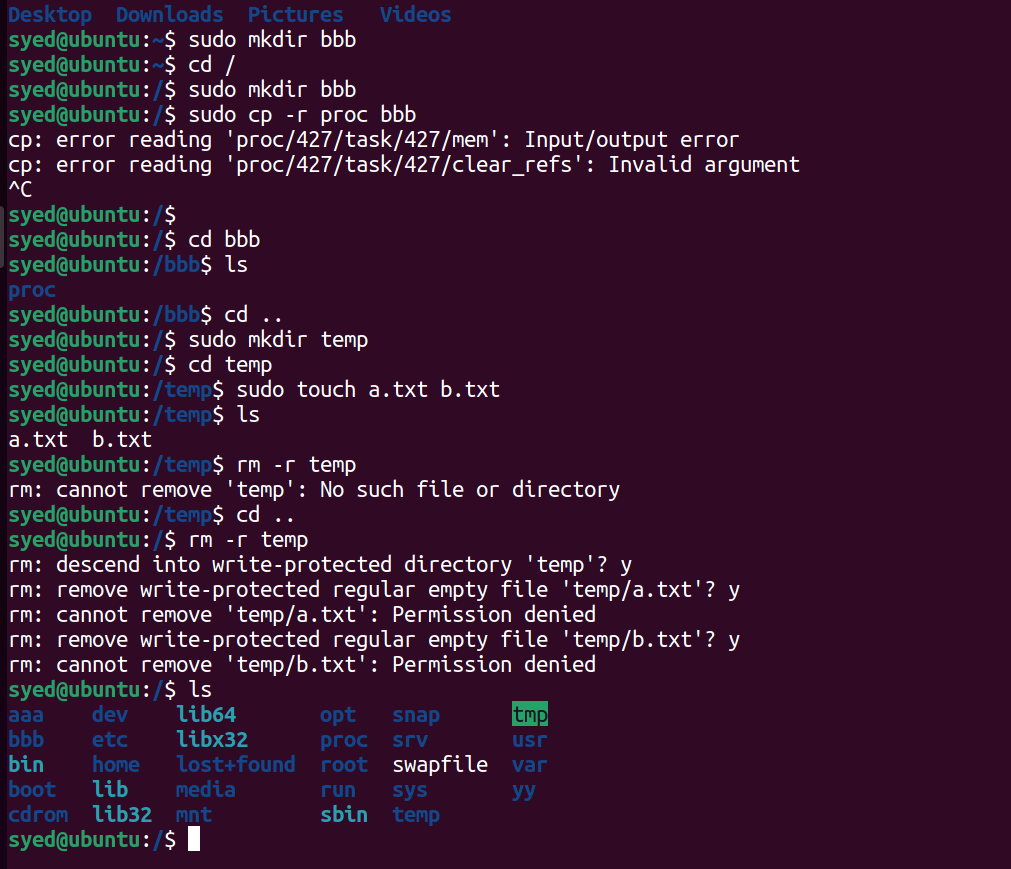 Desktop  Downloads  Pictures   Videos
syed@ubuntu:~$ sudo mkdir bbb
syed@ubuntu:~$ cd /
syed@ubuntu:/$ sudo mkdir bbb
syed@ubuntu:/$ sudo cp -r proc bbb
cp: error reading 'proc/427/task/427/mem': Input/output error
cp: error reading 'proc/427/task/427/clear_refs': Invalid argument
^C
syed@ubuntu:/$
syed@ubuntu:/$ cd bbb
syed@ubuntu:/bbb$ ls
proc
syed@ubuntu:/bbb$ cd ..
syed@ubuntu:/$ sudo mkdir temp
syed@ubuntu:/$ cd temp
syed@ubuntu:/temp$ sudo touch a.txt b.txt
syed@ubuntu:/temp$ ls
a.txt  b.txt
syed@ubuntu:/temp$ rm -r temp
rm: cannot remove 'temp': No such file or directory
syed@ubuntu:/temp$ cd ..
syed@ubuntu:/$ rm -r temp
rm: descend into write-protected directory 'temp'? y
rm: remove write-protected regular empty file 'temp/a.txt'? y
rm: cannot remove 'temp/a.txt': Permission denied
rm: remove write-protected regular empty file 'temp/b.txt'? y
rm: cannot remove 'temp/b.txt': Permission denied
syed@ubuntu:/$ ls
aaa    dev    lib64       opt   snap      tmp
bbb    etc    libx32      proc  srv       usr
bin    home   lost+found  root  swapfile  var
boot   lib    media       run   sys       yy
cdrom  lib32  mnt         sbin  temp
syed@ubuntu:/$